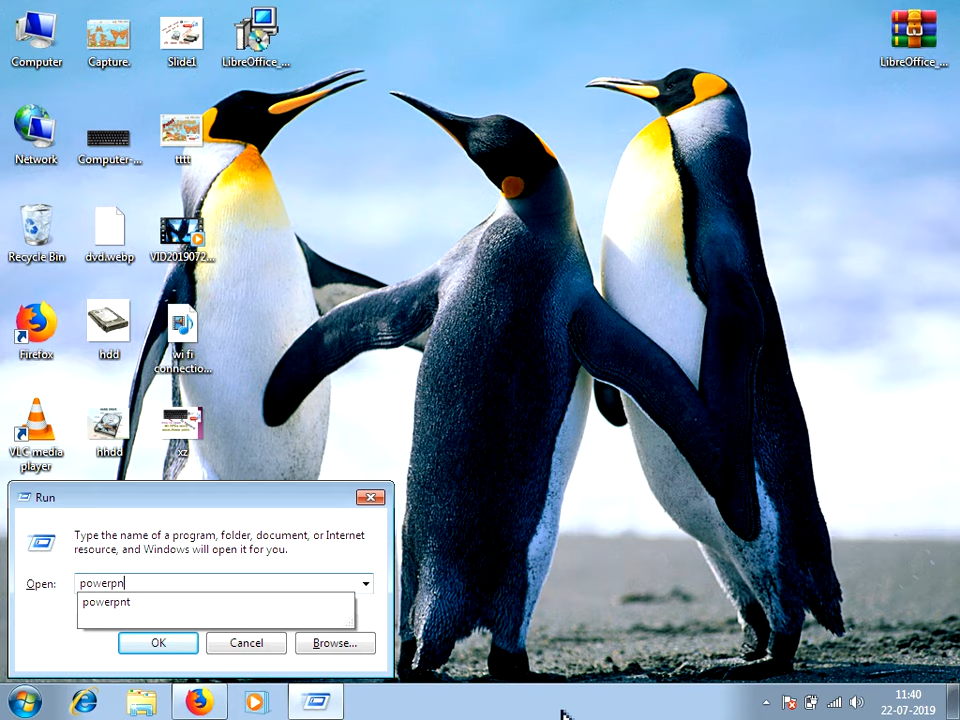 Computer
Capture.
Slide1
LibreOffice_...
LibreOffice_...
Network
Computer-...
tttt
Recycle Bin
dvd.webp
VID2019072...
Firefox
hdd
wi fi
connectio...
VLC media
player
hhdd
xz
Run
Type the name of a program, folder, document, or Internet
resource, and Windows will open it for you.
Open:
powerpn
powerpnt
OK
Cancel
Browse...
11:40
22-07-2019